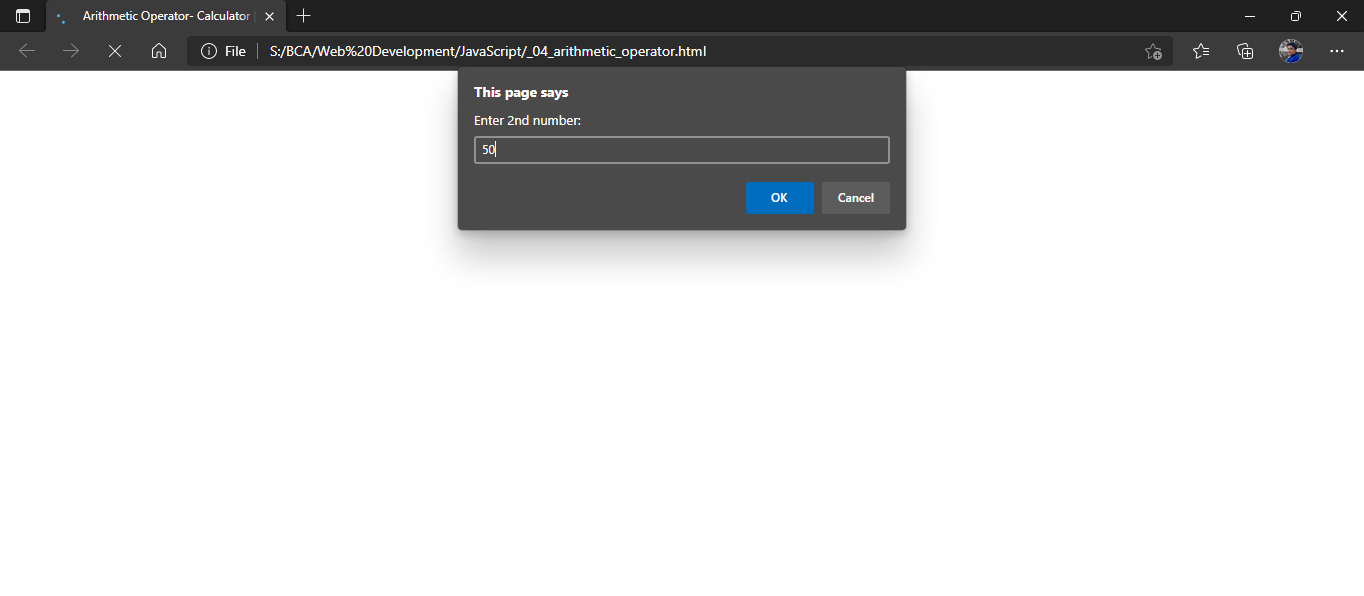 Arithmetic Operator- Calculator |
File
S:/BCA/Web%20Development/JavaScript/_04_arithmetic_operator.html
This page says
Enter 2nd number:
50
OK
Cancel